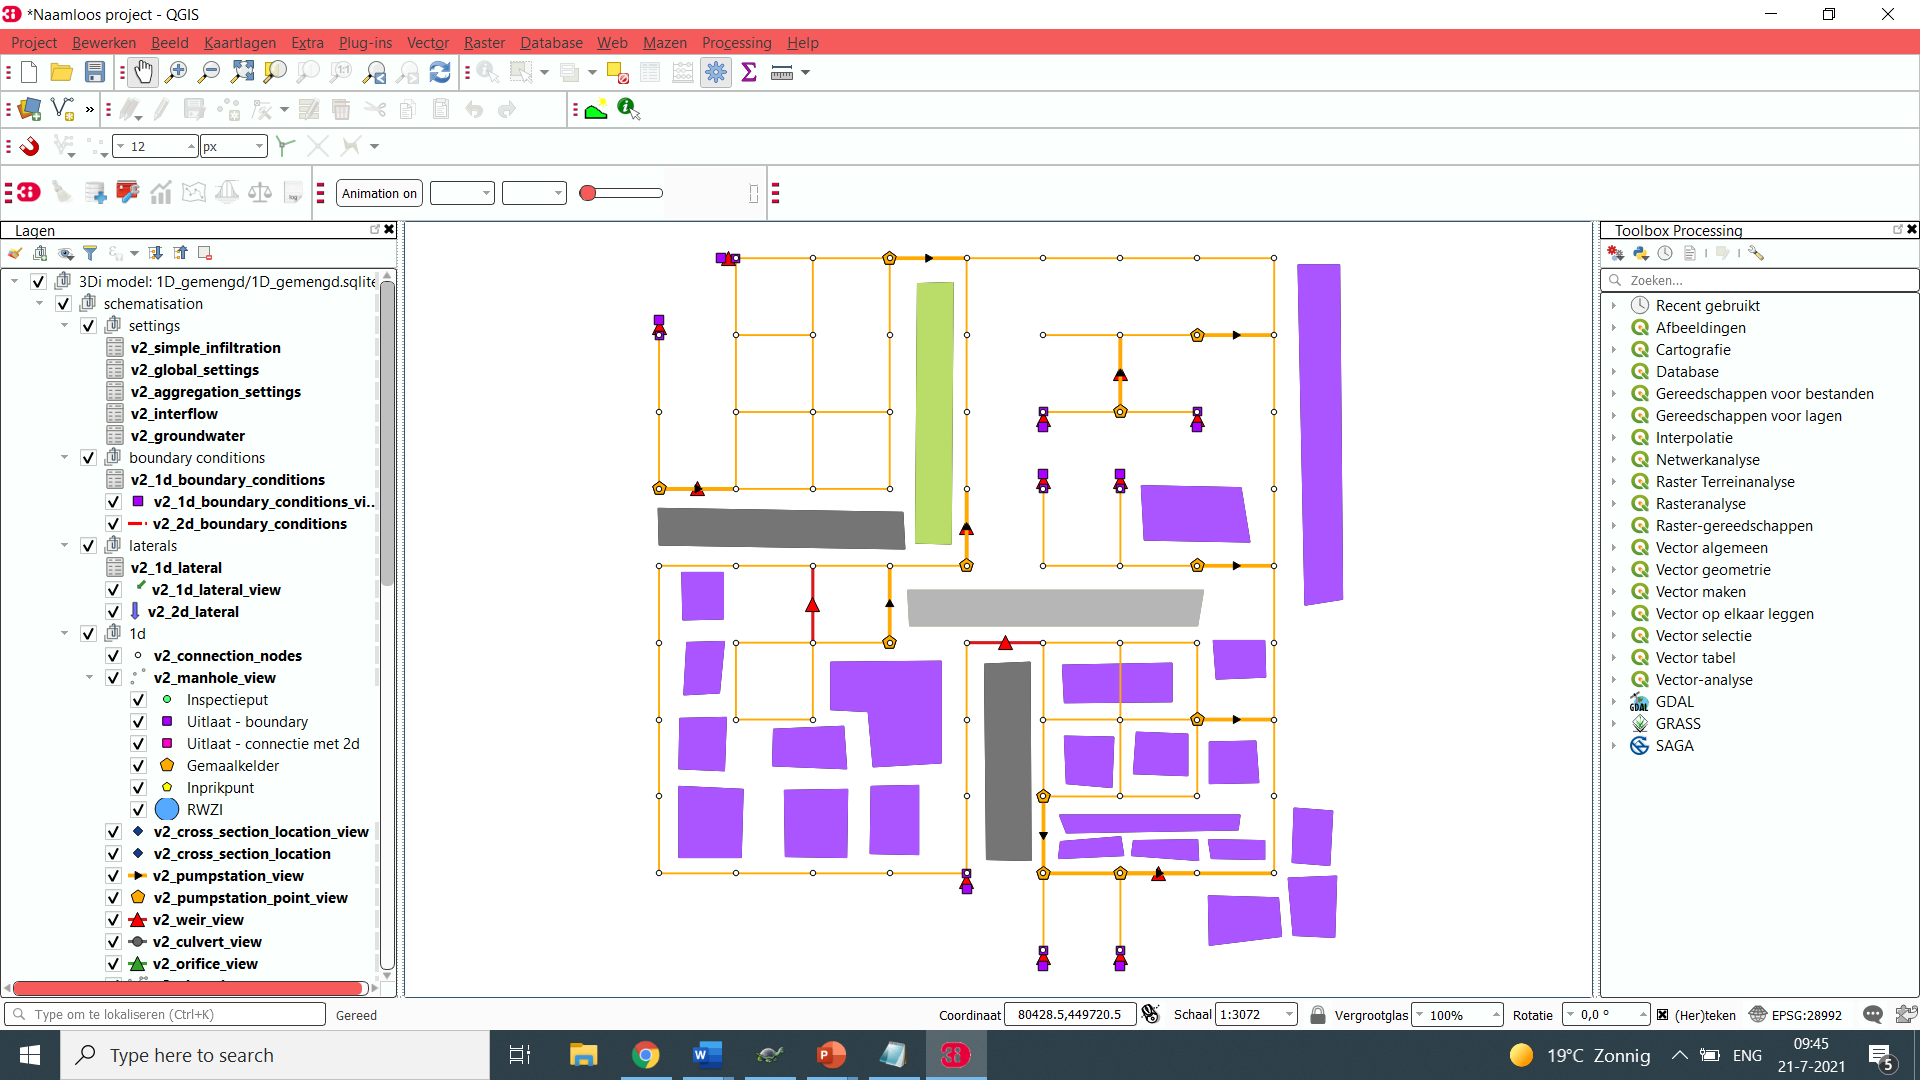 *Naamloos project - QGIS
Project Bewerken Beeld Kaartlagen Extra Plug-ins Vector Raster Database Web Mazen Processing Help
12 px
Animation on
Lagen
3Di model: 1D_gemengd/1D_gemengd.sqlite
schematisation
settings
v2_simple_infiltration
v2_global_settings
v2_aggregation_settings
v2_interflow
v2_groundwater
boundary conditions
v2_1d_boundary_conditions
v2_1d_boundary_conditions_vi...
v2_2d_boundary_conditions
laterals
v2_1d_lateral
v2_1d_lateral_view
v2_2d_lateral
1d
v2_connection_nodes
v2_manhole_view
Inspectieput
Uitlaat - boundary
Uitlaat - connectie met 2d
Gemaalkelder
Inprikpunt
RWZI
v2_cross_section_location_view
v2_cross_section_location
v2_pumpstation_view
v2_pumpstation_point_view
v2_weir_view
v2_culvert_view
v2_orifice_view
Toolbox Processing
Zoeken...
Recent gebruikt
Afbeeldingen
Cartografie
Database
Gereedschappen voor bestanden
Gereedschappen voor lagen
Interpolatie
Netwerkanalyse
Raster Terreinanalyse
Rasteranalyse
Raster-gereedschappen
Vector algemeen
Vector geometrie
Vector maken
Vector op elkaar leggen
Vector selectie
Vector tabel
Vector-analyse
GDAL
GRASS
SAGA
Type om te lokaliseren (Ctrl+K) Gereed Coordinaat 80428.5,449720.5 Schaal 1:3072 Vergrootglas 100% Rotatie 0,0 ° (Her)teken EPSG:28992
Type here to search 19°C Zonnig ENG 09:45
21-7-2021 5